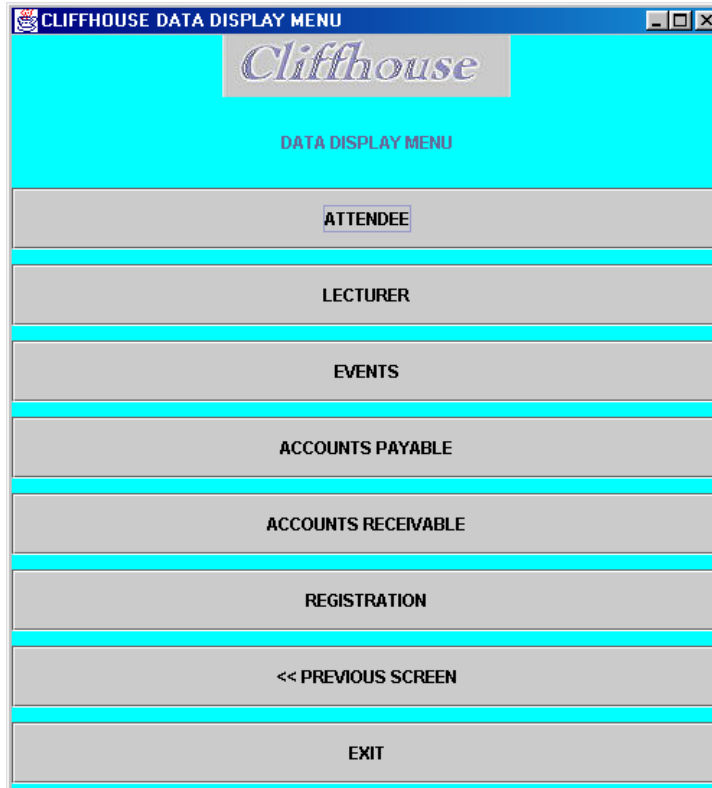 CLIFFHOUSE DATA DISPLAY MENU
Cliffhouse
DATA DISPLAY MENU
ATTENDEE
LECTURER
EVENTS
ACCOUNTS PAYABLE
ACCOUNTS RECEIVABLE
REGISTRATION
<< PREVIOUS SCREEN
EXIT